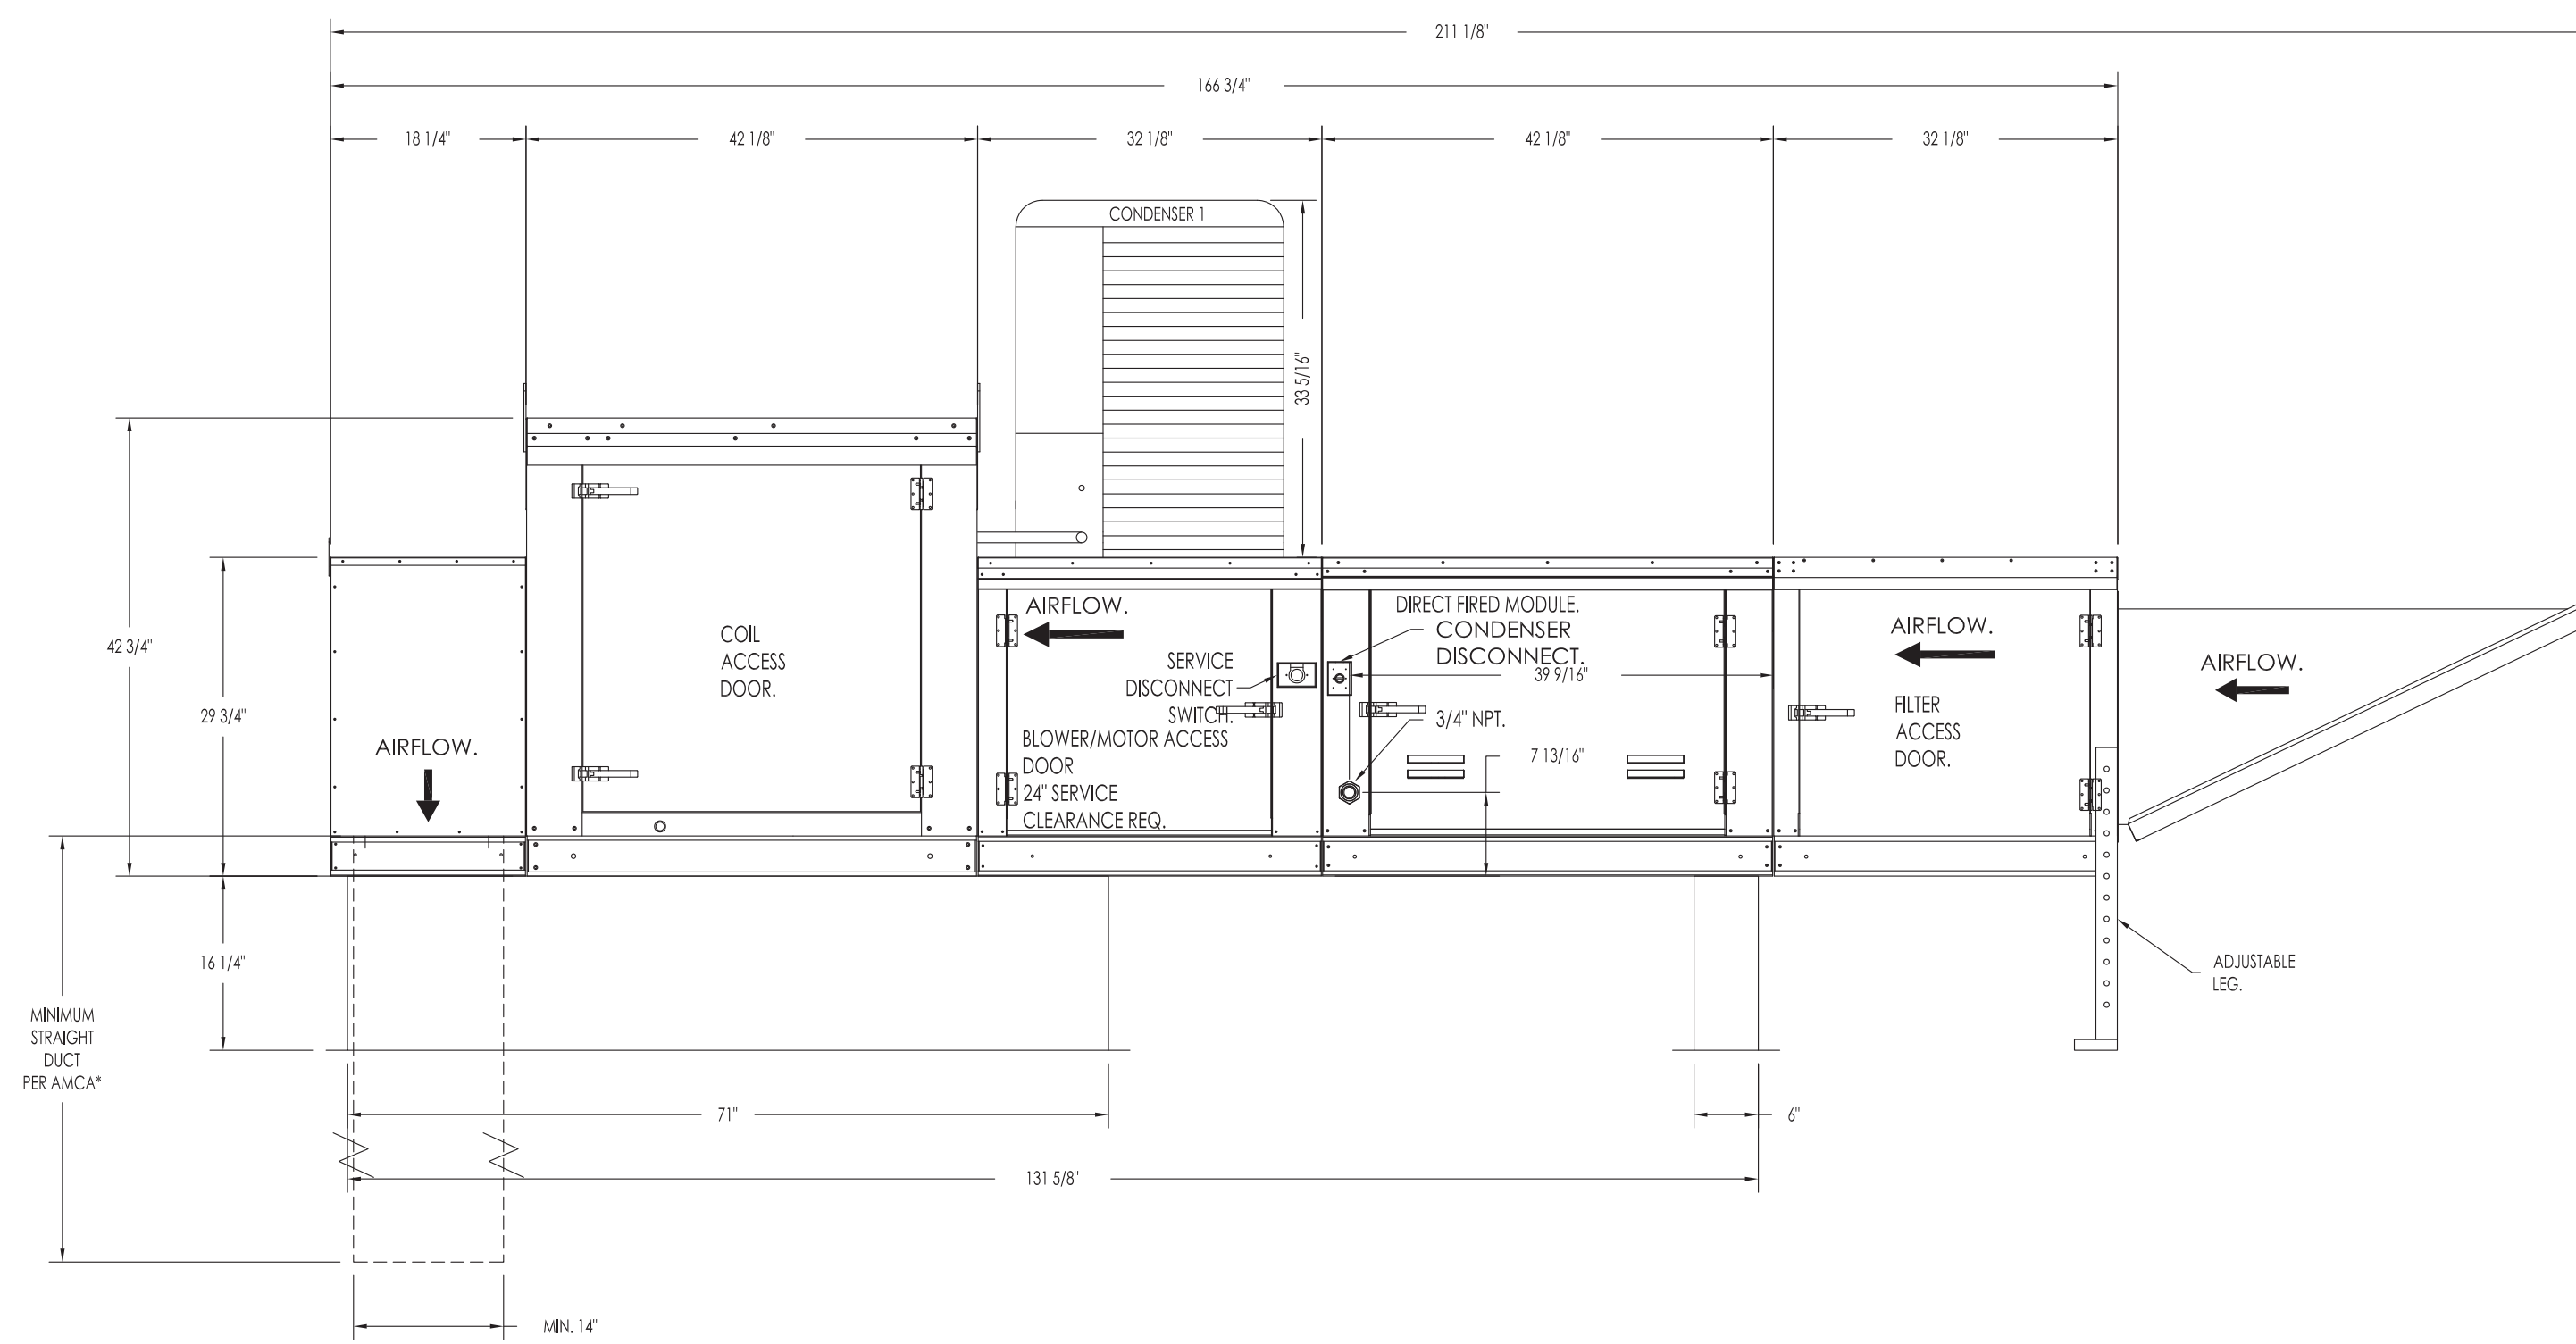 211 1/8"
166 3/4"
18 1/4"
42 1/8"
32 1/8"
42 1/8"
32 1/8"
CONDENSER 1
33 5/16"
42 3/4"
29 3/4"
16 1/4"
COIL
ACCESS
DOOR.
AIRFLOW.
AIRFLOW.
SERVICE
DISCONNECT
SWITCH.
BLOWER/MOTOR ACCESS
DOOR
24" SERVICE
CLEARANCE REQ.
DIRECT FIRED MODULE.
CONDENSER
DISCONNECT.
39 9/16"
3/4" NPT.
7 13/16"
AIRFLOW.
FILTER
ACCESS
DOOR.
AIRFLOW.
ADJUSTABLE
LEG.
MINIMUM
STRAIGHT
DUCT
PER AMCA*
71"
6"
131 5/8"
MIN. 14"